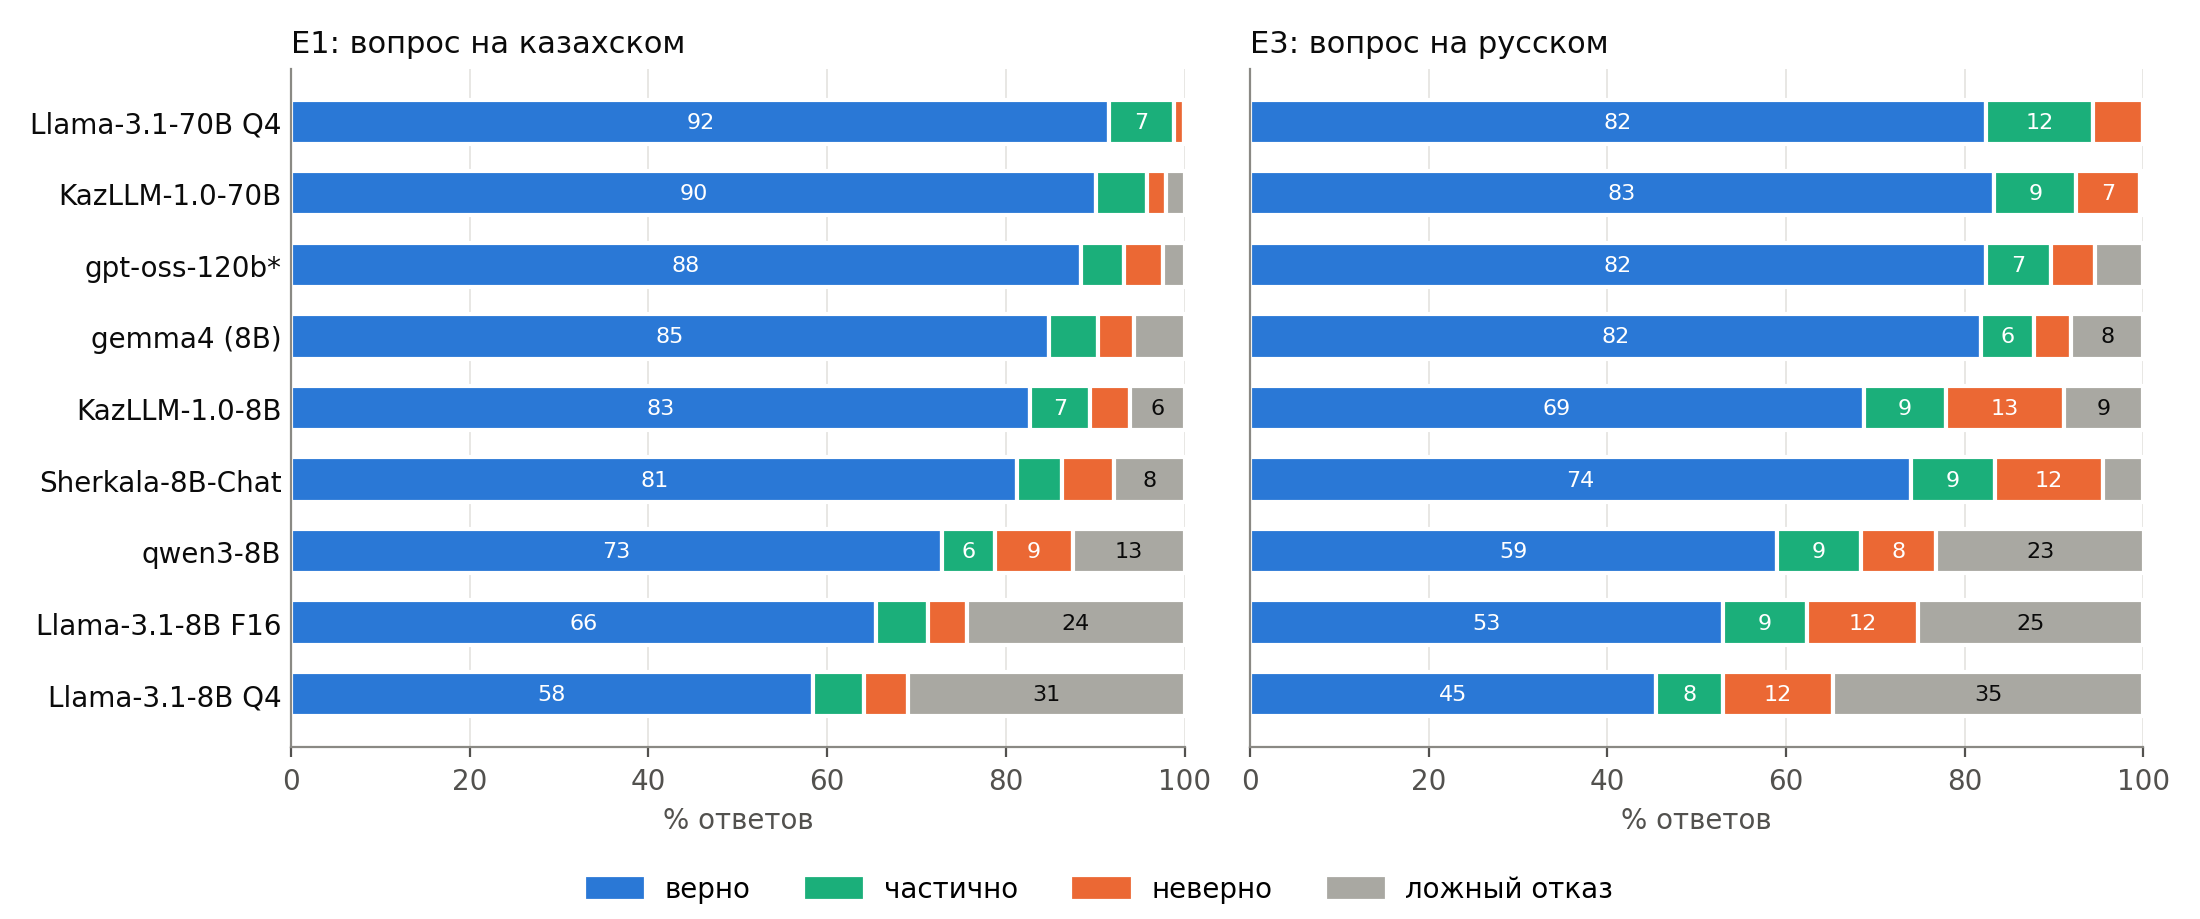 E1: вопрос на казахском
E3: вопрос на русском
Llama-3.1-70B Q4 92 7 82 12
KazLLM-1.0-70B 90 83 9 7
gpt-oss-120b* 88 82 7
gemma4 (8B) 85 82 6 8
KazLLM-1.0-8B 83 7 6 69 9 13 9
Sherkala-8B-Chat 81 8 74 9 12
qwen3-8B 73 6 9 13 59 9 8 23
Llama-3.1-8B F16 66 24 53 9 12 25
Llama-3.1-8B Q4 58 31 45 8 12 35
0 20 40 60 80 100 0 20 40 60 80 100
% ответов % ответов
верно частично неверно ложный отказ